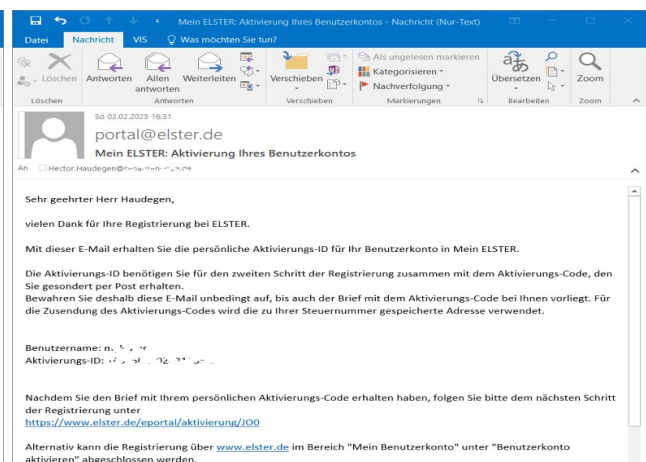 Mein ELSTER: Aktivierung Ihres Benutzerkontos - Nachricht (Nur-Text)
Datei Nachricht VIS Was möchten Sie tun?
Löschen
Antworten
Allen antworten
Weiterleiten
Verschieben
Als ungelesen markieren
Kategorisieren
Nachverfolgung
Übersetzen
Zoom
Löschen Antworten Verschieben Markierungen Bearbeiten Zoom
So 02.02.2025 16:31
portal@elster.de
Mein ELSTER: Aktivierung Ihres Benutzerkontos
An Hector.Haudegen@
Sehr geehrter Herr Haudegen,
vielen Dank für Ihre Registrierung bei ELSTER.
Mit dieser E-Mail erhalten Sie die persönliche Aktivierungs-ID für Ihr Benutzerkonto in Mein ELSTER.
Die Aktivierungs-ID benötigen Sie für den zweiten Schritt der Registrierung zusammen mit dem Aktivierungs-Code, den
Sie gesondert per Post erhalten.
Bewahren Sie deshalb diese E-Mail unbedingt auf, bis auch der Brief mit dem Aktivierungs-Code bei Ihnen vorliegt. Für
die Zusendung des Aktivierungs-Codes wird die zu Ihrer Steuernummer gespeicherte Adresse verwendet.
Benutzername:
Aktivierungs-ID:
Nachdem Sie den Brief mit Ihrem persönlichen Aktivierungs-Code erhalten haben, folgen Sie bitte dem nächsten Schritt
der Registrierung unter
https://www.elster.de/eportal/aktivierung/JO0
Alternativ kann die Registrierung über www.elster.de im Bereich "Mein Benutzerkonto" unter "Benutzerkonto
aktivieren" abgeschlossen werden.